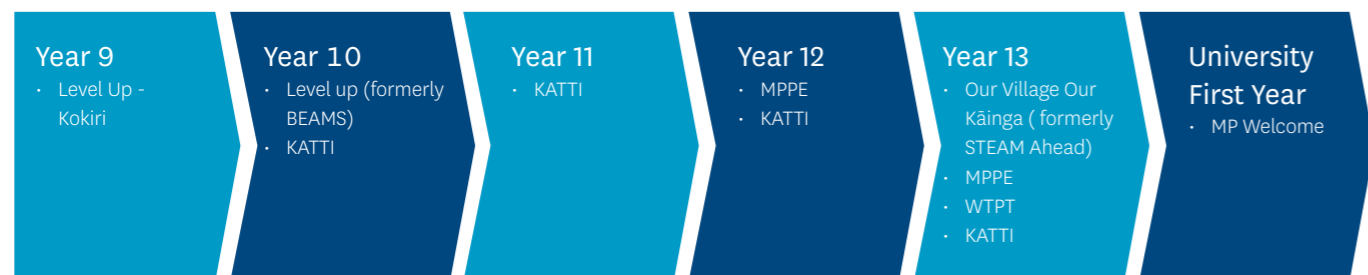 Year 9
· Level Up -
Kokiri
Year 10
· Level up (formerly
BEAMS)
· KATTI
Year 11
· KATTI
Year 12
· MPPE
· KATTI
Year 13
· Our Village Our
Kāinga ( formerly
STEAM Ahead)
· MPPE
· WTPT
· KATTI
University
First Year
· MP Welcome